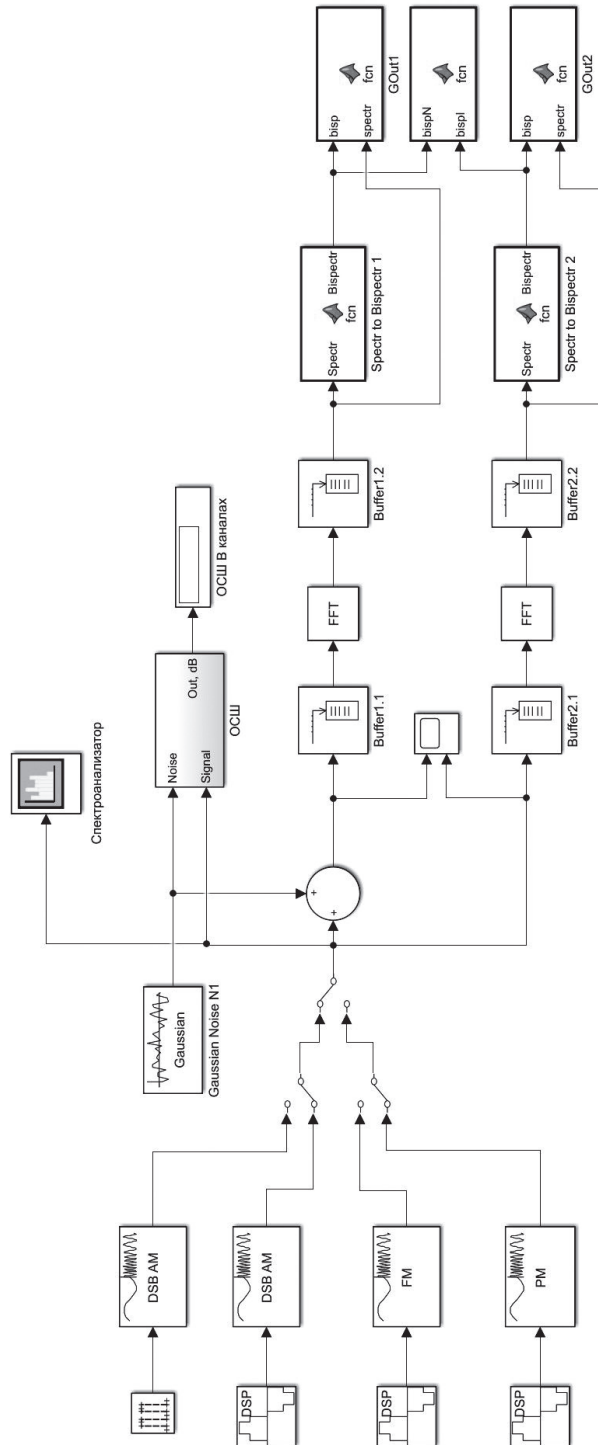 DSB AM
DSP
DSB AM
DSP
FM
DSP
PM
Gaussian
Gaussian Noise N1
Спектроанализатор
Noise
Signal
Out, dB
ОСШ
ОСШ В каналах
+
+
Buffer1.1
FFT
Buffer1.2
Spectr
Bispectr
fcn
Spectr to Bispectr 1
bisp
spectr
fcn
GOut1
bispN
bispI
fcn
Buffer2.1
FFT
Buffer2.2
Spectr
Bispectr
fcn
Spectr to Bispectr 2
bisp
spectr
fcn
GOut2